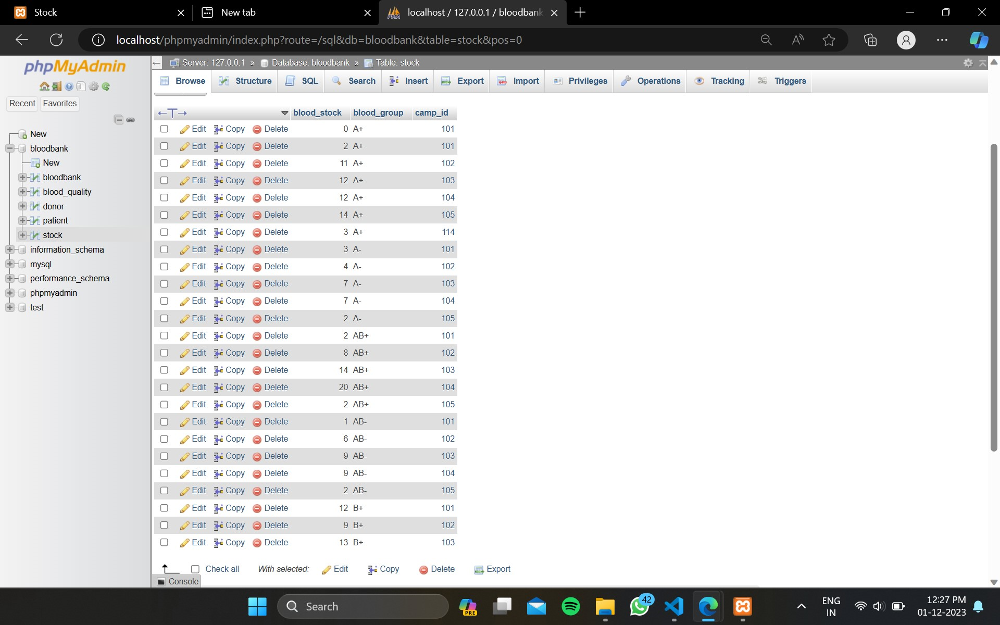 Stock
New tab
localhost / 127.0.0.1 / bloodbank
localhost/phpmyadmin/index.php?route=/sql&db=bloodbank&table=stock&pos=0
phpMyAdmin
Recent Favorites
New
bloodbank
New
bloodbank
blood_quality
donor
patient
stock
information_schema
mysql
performance_schema
phpmyadmin
test
Server: 127.0.0.1 » Database: bloodbank » Table: stock
Browse Structure SQL Search Insert Export Import Privileges Operations Tracking Triggers
←T→ blood_stock blood_group camp_id
Edit Copy Delete 0 A+ 101
Edit Copy Delete 2 A+ 101
Edit Copy Delete 11 A+ 102
Edit Copy Delete 12 A+ 103
Edit Copy Delete 12 A+ 104
Edit Copy Delete 14 A+ 105
Edit Copy Delete 3 A+ 114
Edit Copy Delete 3 A- 101
Edit Copy Delete 4 A- 102
Edit Copy Delete 7 A- 103
Edit Copy Delete 7 A- 104
Edit Copy Delete 2 A- 105
Edit Copy Delete 2 AB+ 101
Edit Copy Delete 8 AB+ 102
Edit Copy Delete 14 AB+ 103
Edit Copy Delete 20 AB+ 104
Edit Copy Delete 2 AB+ 105
Edit Copy Delete 1 AB- 101
Edit Copy Delete 6 AB- 102
Edit Copy Delete 9 AB- 103
Edit Copy Delete 9 AB- 104
Edit Copy Delete 2 AB- 105
Edit Copy Delete 12 B+ 101
Edit Copy Delete 9 B+ 102
Edit Copy Delete 13 B+ 103
Check all With selected: Edit Copy Delete Export
Console
Search
PRE
42
ENG
IN
12:27 PM
01-12-2023